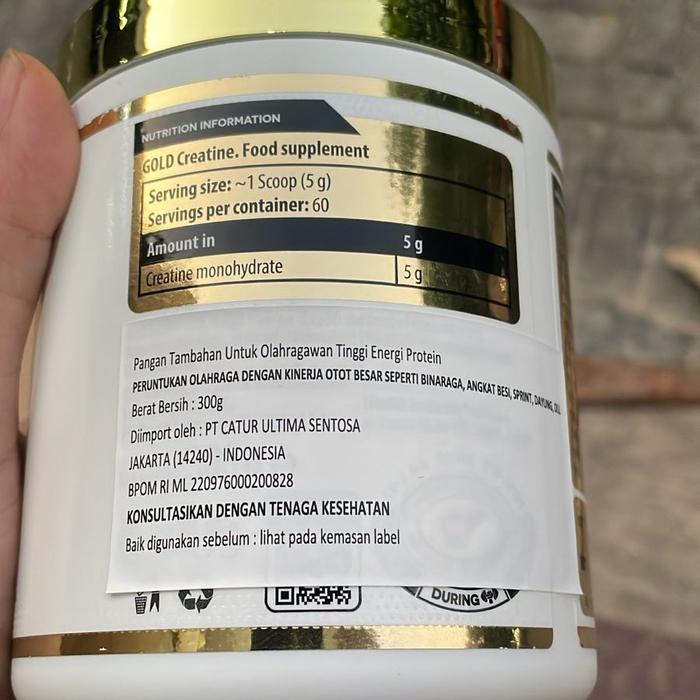 NUTRITION INFORMATION
GOLD Creatine. Food supplement
Serving size: ~1 Scoop (5 g)
Servings per container: 60
Amount in 5 g
Creatine monohydrate 5 g
Pangan Tambahan Untuk Olahragawan Tinggi Energi Protein
PERUNTUKAN OLAHRAGA DENGAN KINERJA OTOT BESAR SEPERTI BINARAGA, ANGKAT BESI, SPRINT, DAYUNG, DLL
Berat Bersih : 300g
Diimport oleh : PT CATUR ULTIMA SENTOSA
JAKARTA (14240) - INDONESIA
BPOM RI ML 220976000200828
KONSULTASIKAN DENGAN TENAGA KESEHATAN
Baik digunakan sebelum : lihat pada kemasan label
DURING